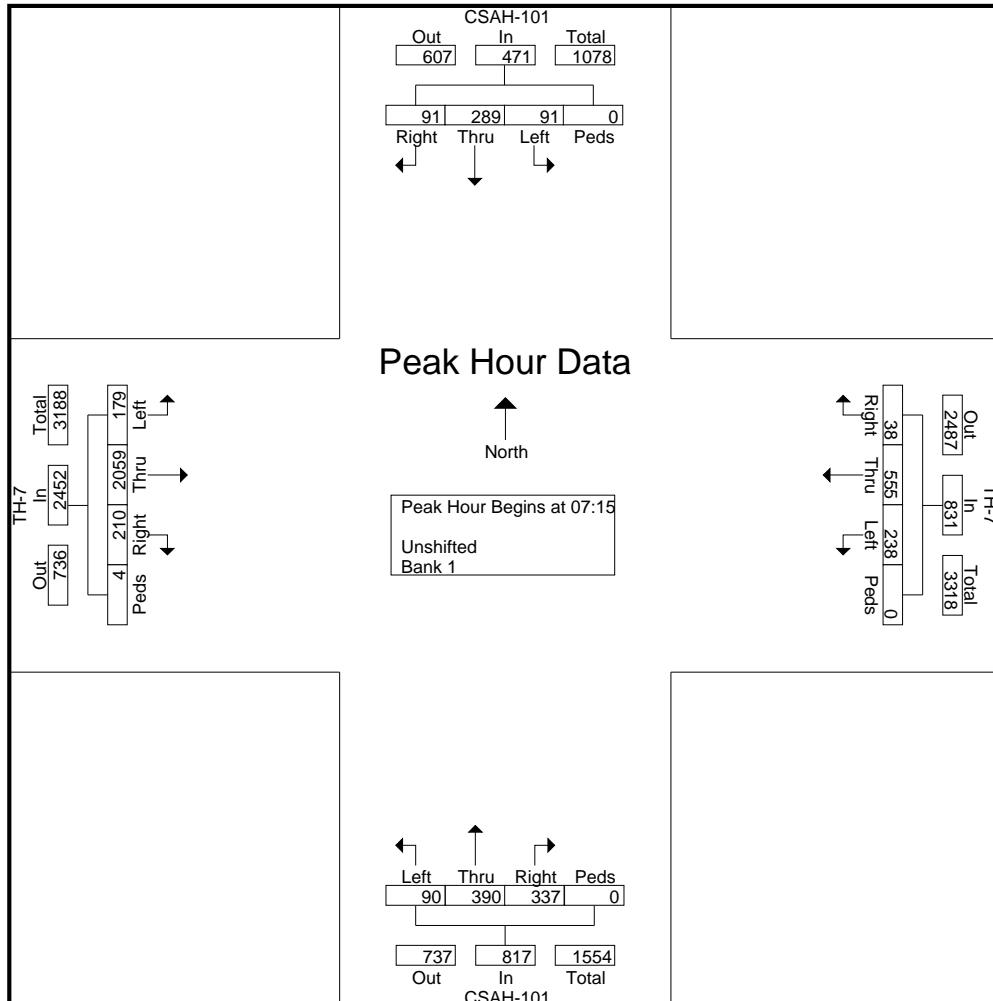 CSAH-101
Out In Total
607 471 1078
91 289 91 0
Right Thru Left Peds
Peak Hour Data
North
Peak Hour Begins at 07:15
Unshifted
Bank 1
TH-7
Total In Out
3188 2452 736
179 2059 210 4
Left Thru Right Peds
TH-7
Out In Total
2487 831 3318
38 555 238 0
Right Thru Left Peds
Left Thru Right Peds
90 390 337 0
737 817 1554
Out In Total
CSAH-101